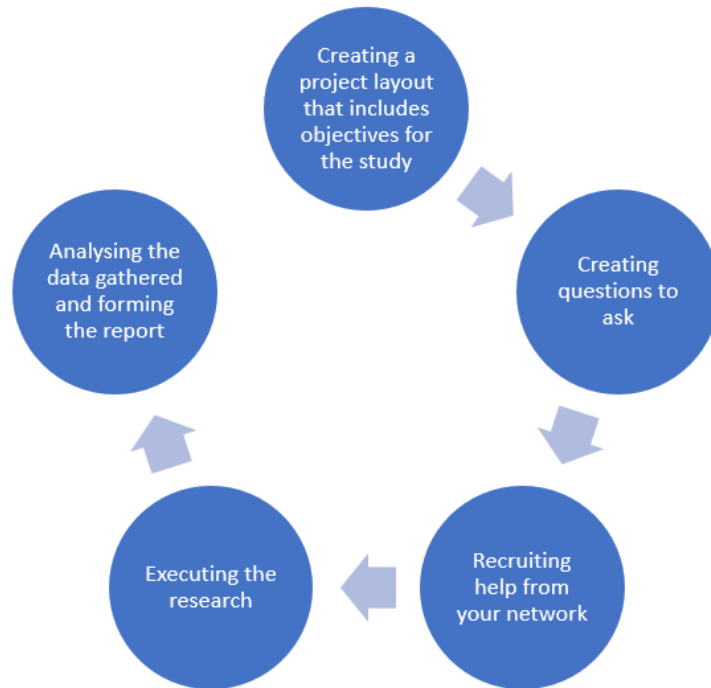 Creating a
project layout
that includes
objectives for
the study
Creating
questions to
ask
Recruiting
help from
your network
Executing the
research
Analysing the
data gathered
and forming
the report